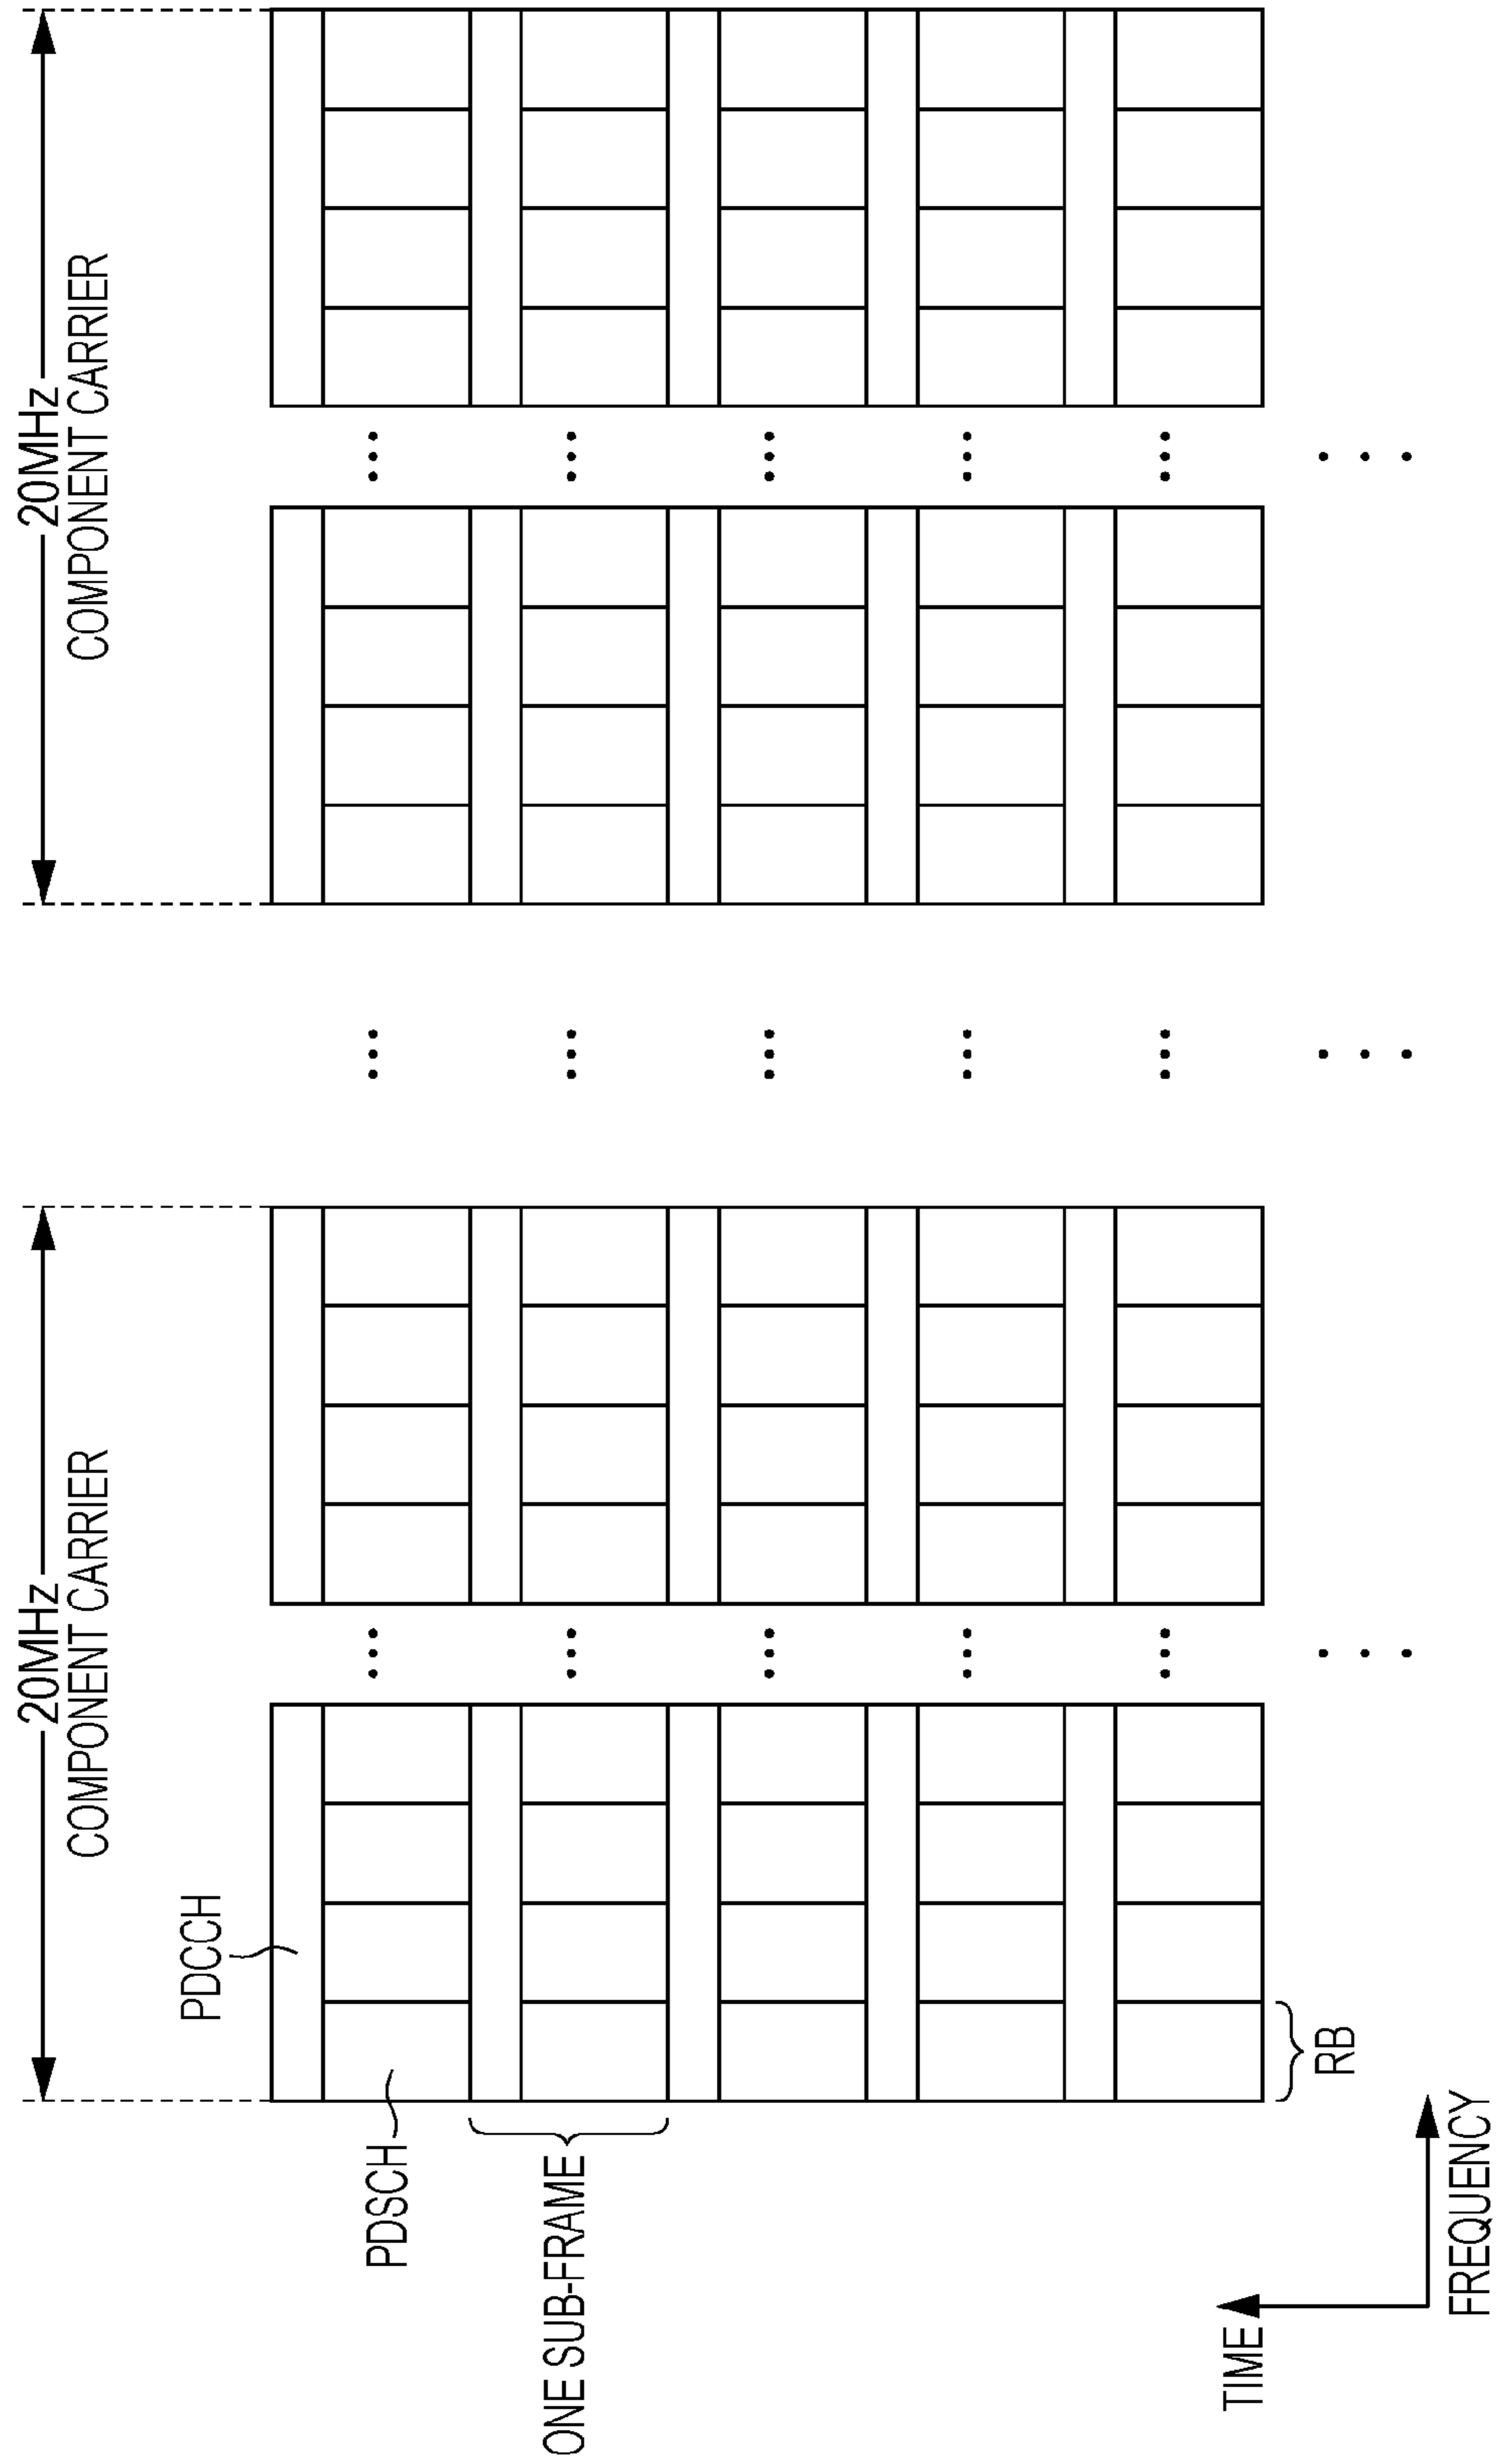 20MHz
COMPONENT CARRIER
20MHz
COMPONENT CARRIER
PDCCH
PDSCH
ONE SUB-FRAME
RB
TIME
FREQUENCY